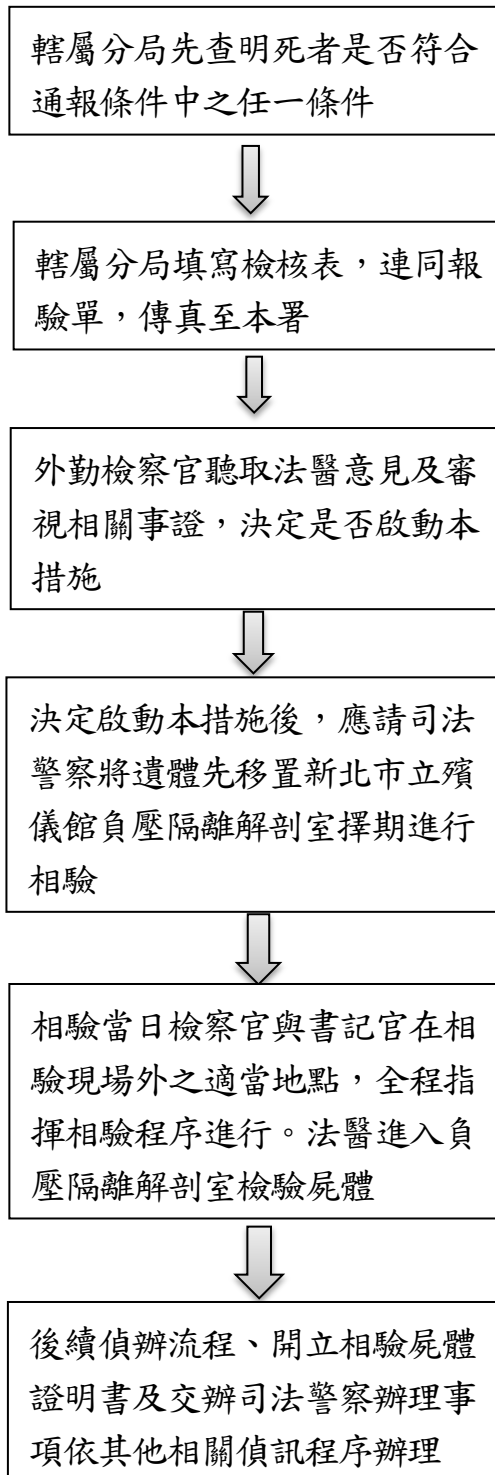 轄屬分局先查明死者是否符合
通報條件中之任一條件
轄屬分局填寫檢核表，連同報
驗單，傳真至本署
外勤檢察官聽取法醫意見及審
視相關事證，決定是否啟動本
措施
決定啟動本措施後，應請司法
警察將遺體先移置新北市立殯
儀館負壓隔離解剖室擇期進行
相驗
相驗當日檢察官與書記官在相
驗現場外之適當地點，全程指
揮相驗程序進行。法醫進入負
壓隔離解剖室檢驗屍體
後續偵辦流程、開立相驗屍體
證明書及交辦司法警察辦理事
項依其他相關偵訊程序辦理